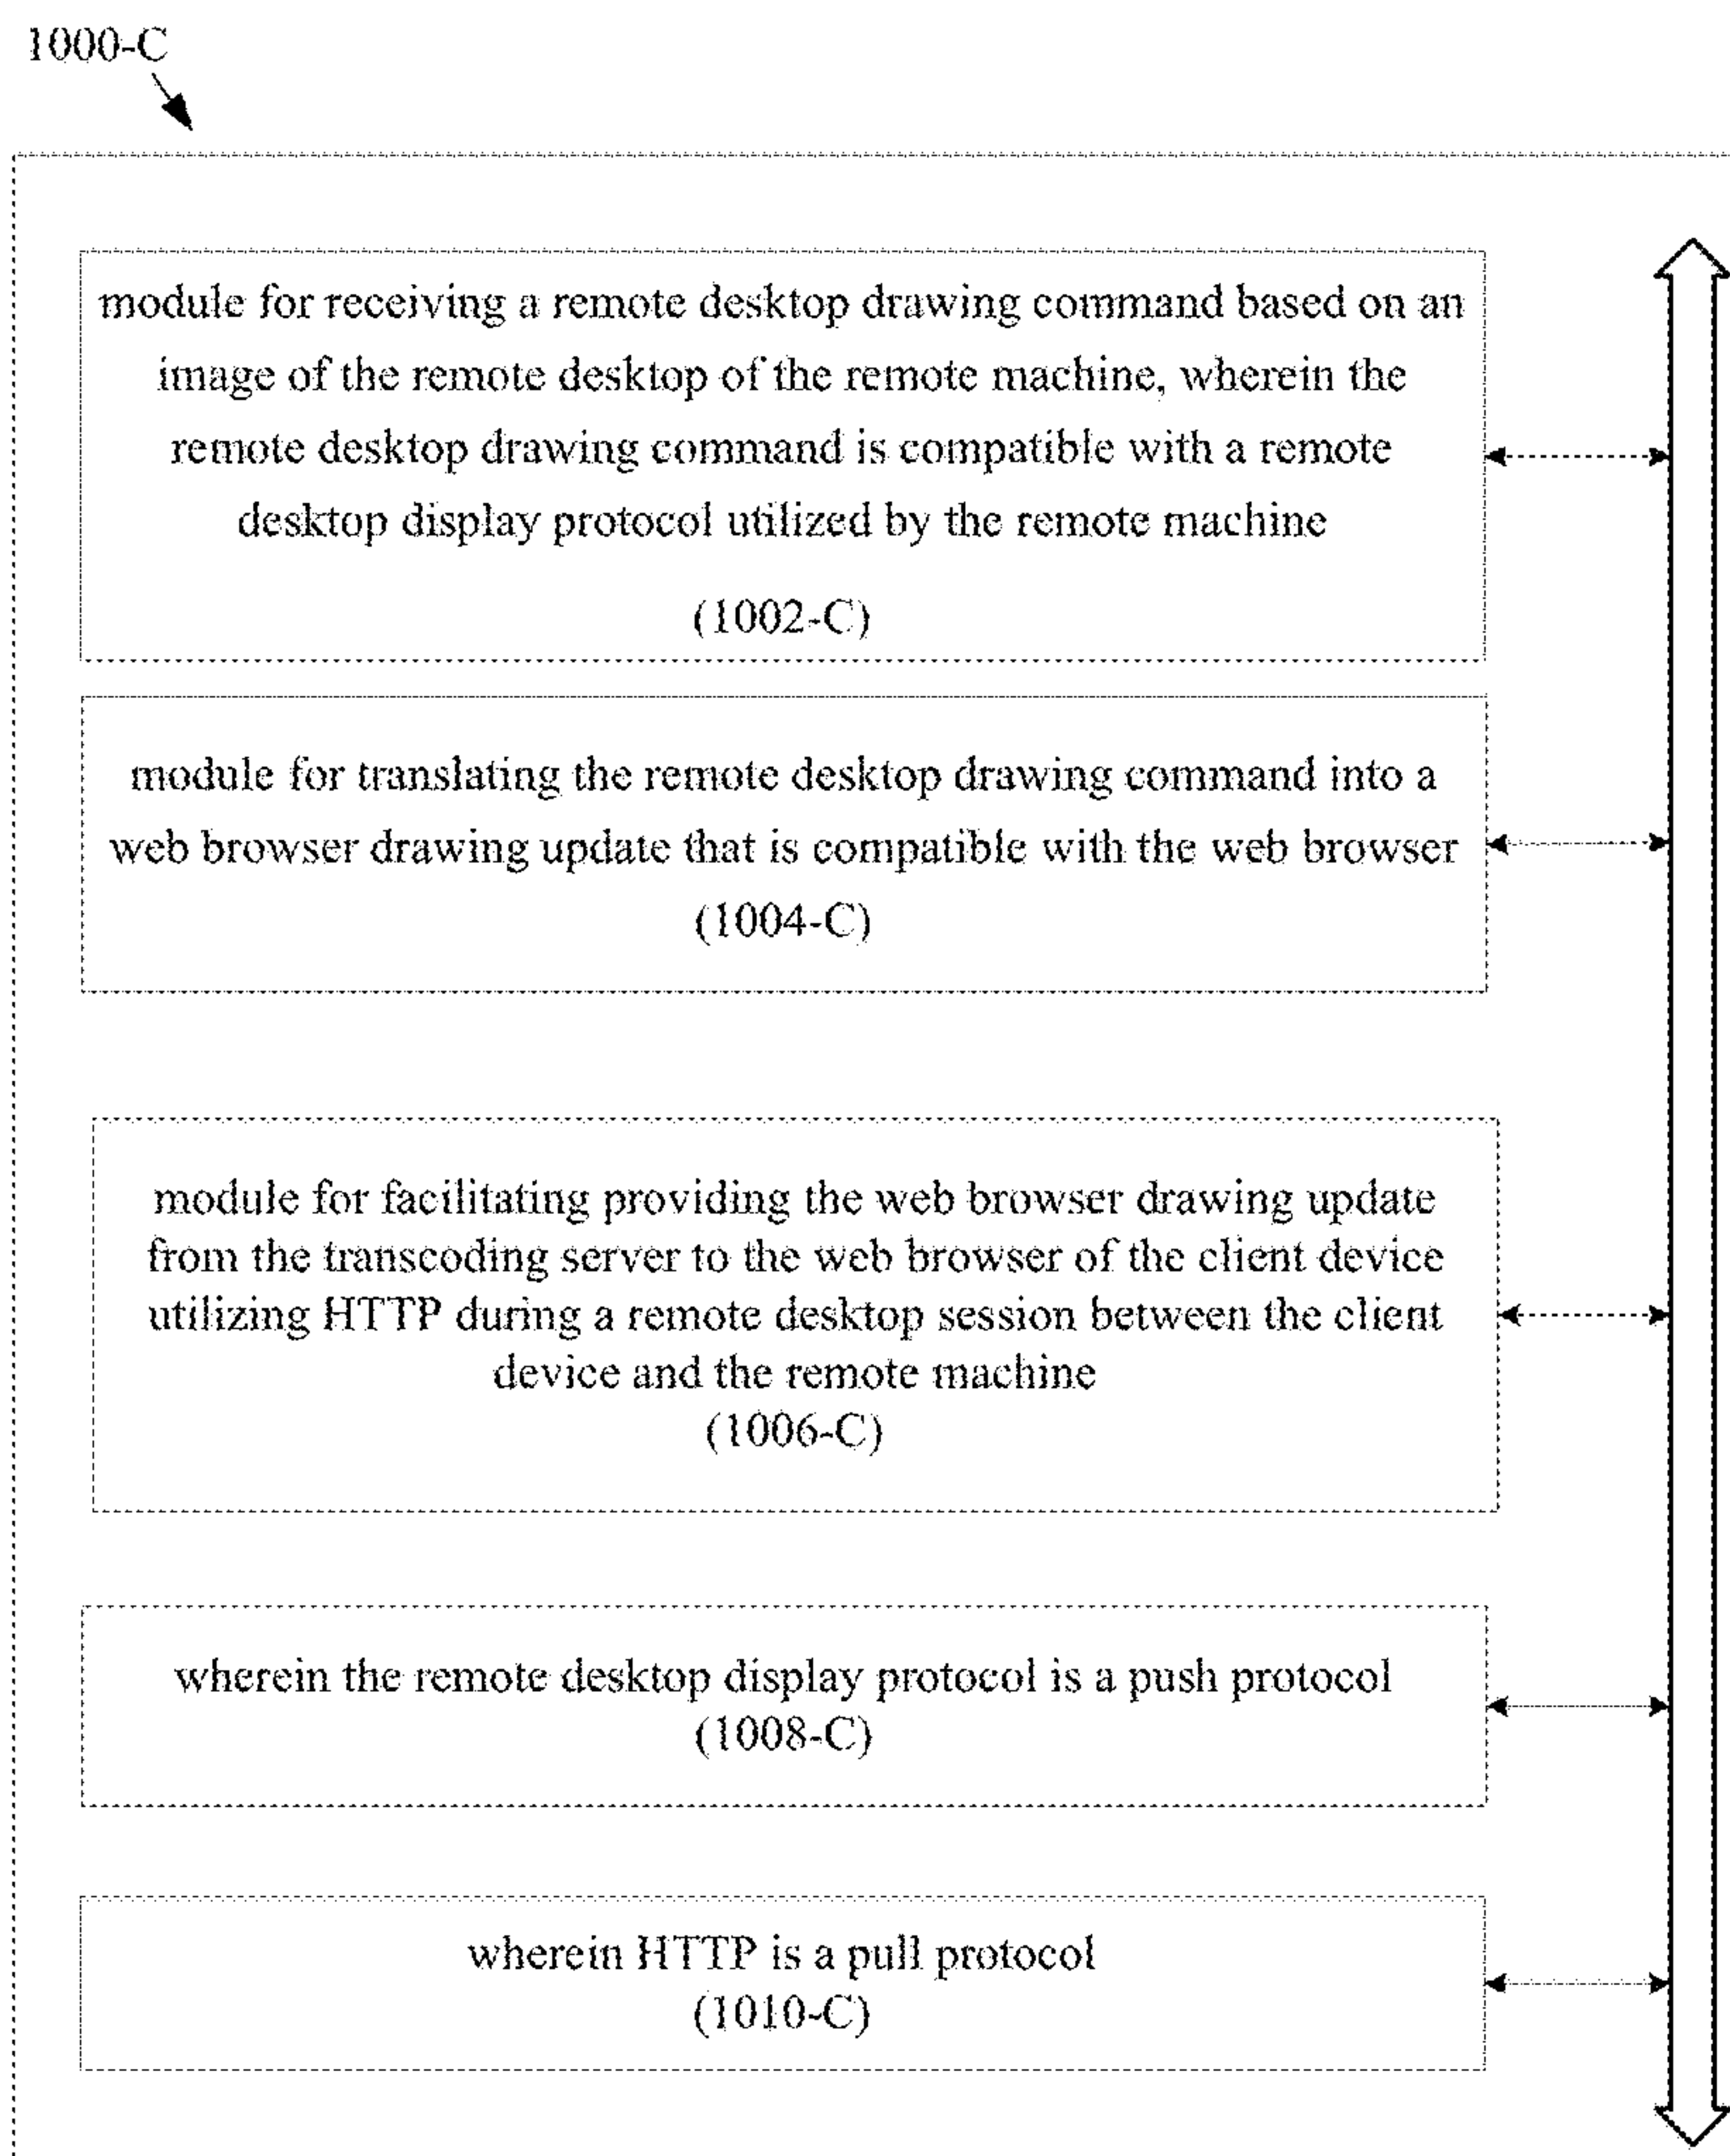 1000-C
module for receiving a remote desktop drawing command based on an
image of the remote desktop of the remote machine, wherein the
remote desktop drawing command is compatible with a remote
desktop display protocol utilized by the remote machine
(1002-C)
module for translating the remote desktop drawing command into a
web browser drawing update that is compatible with the web browser
(1004-C)
module for facilitating providing the web browser drawing update
from the transcoding server to the web browser of the client device
utilizing HTTP during a remote desktop session between the client
device and the remote machine
(1006-C)
wherein the remote desktop display protocol is a push protocol
(1008-C)
wherein HTTP is a pull protocol
(1010-C)